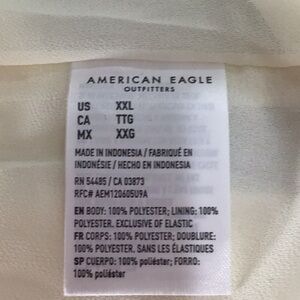 AMERICAN EAGLE
OUTFITTERS
US XXL
CA TTG
MX XXG
MADE IN INDONESIA / FABRIQUÉ EN
INDONÉSIE / HECHO EN INDONESIA
RN 54485 / CA 03873
RFC# AEM120605U9A
EN BODY: 100% POLYESTER; LINING: 100%
POLYESTER. EXCLUSIVE OF ELASTIC
FR CORPS: 100% POLYESTER; DOUBLURE:
100% POLYESTER. SANS LES ÉLASTIQUES
SP CUERPO: 100% poliéster; FORRO:
100% poliéster